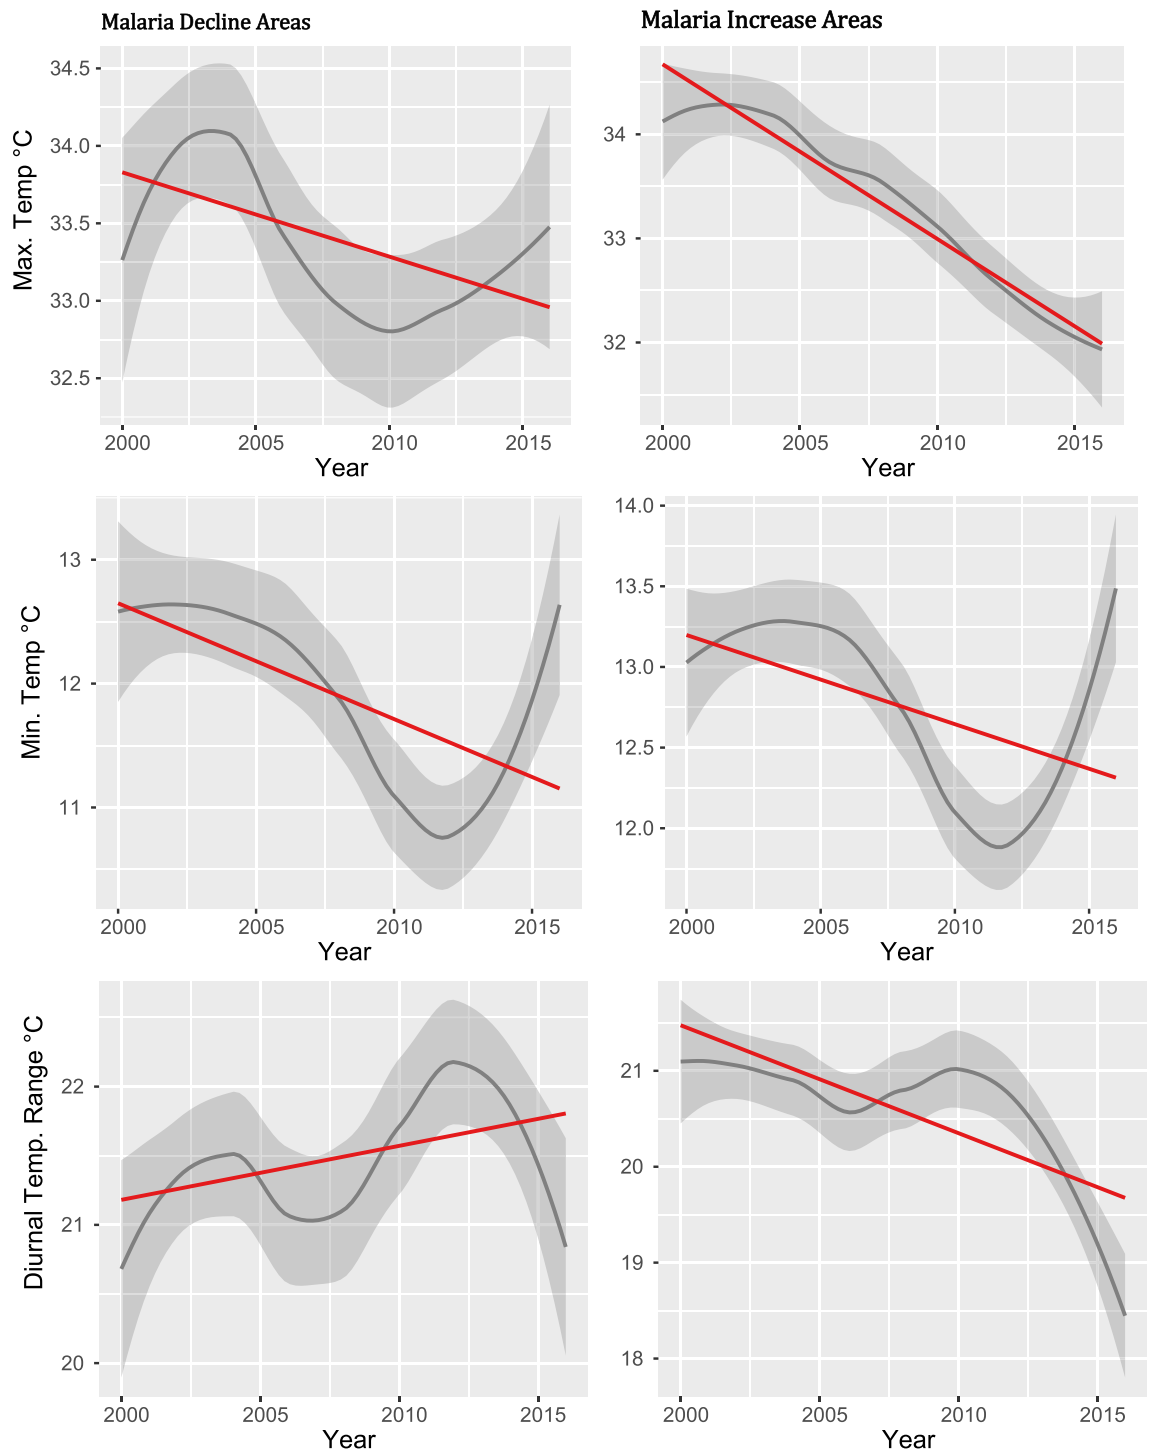 Malaria Decline Areas
Malaria Increase Areas
Max. Temp °C
34.5
34.0
33.5
33.0
32.5
2000 2005 2010 2015
Year
34
33
32
2000 2005 2010 2015
Year
Min. Temp °C
13
12
11
2000 2005 2010 2015
Year
14.0
13.5
13.0
12.5
12.0
2000 2005 2010 2015
Year
Diurnal Temp. Range °C
22
21
20
2000 2005 2010 2015
Year
21
20
19
18
2000 2005 2010 2015
Year